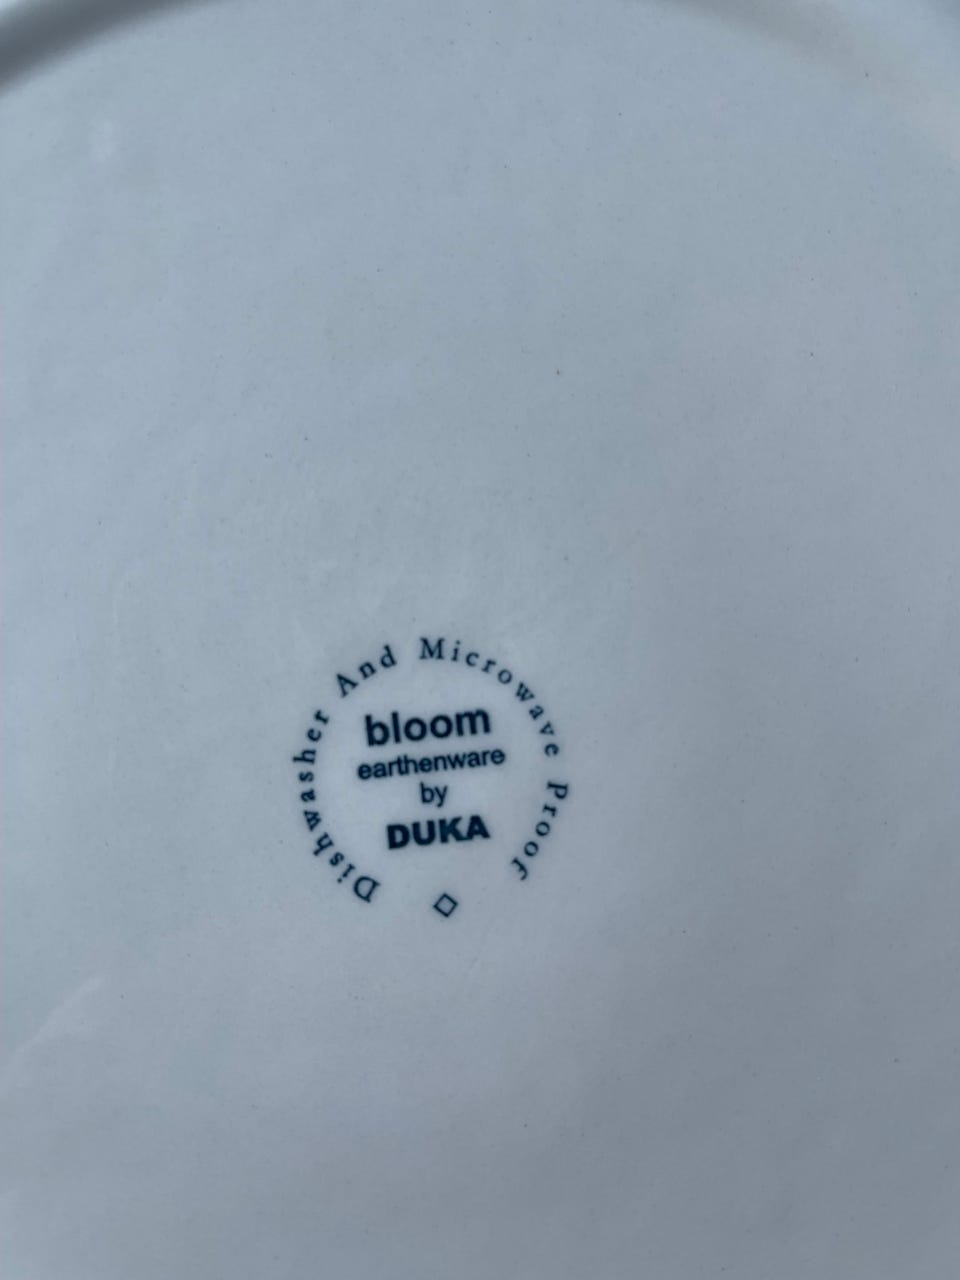 Dishwasher And Microwave Proof
bloom
earthenware
by
DUKA